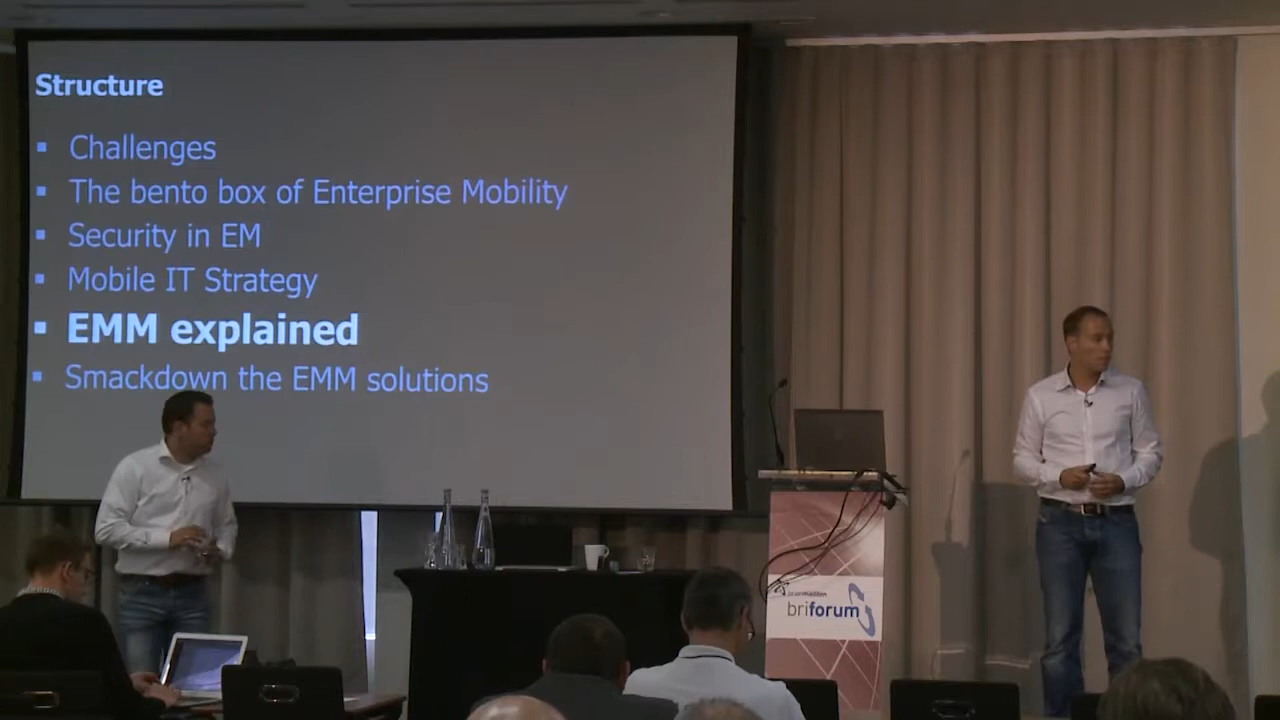 Structure
▪ Challenges
▪ The bento box of Enterprise Mobility
▪ Security in EM
▪ Mobile IT Strategy
▪ EMM explained
▪ Smackdown the EMM solutions
brianmadden
briforum